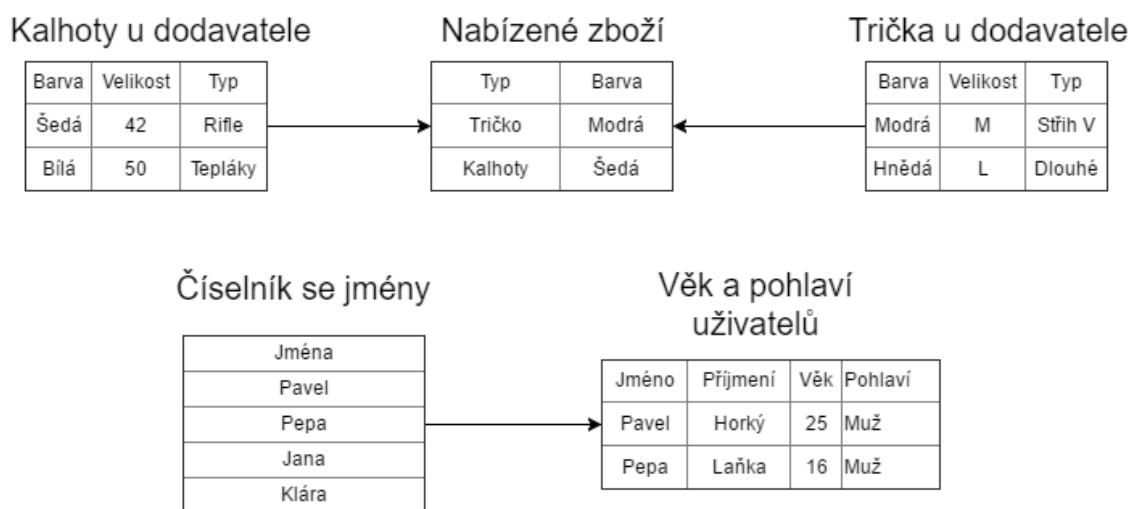 Kalhoty u dodavatele
Barva Velikost Typ
Šedá 42 Rifle
Bílá 50 Tepláky
Nabízené zboží
Typ Barva
Tričko Modrá
Kalhoty Šedá
Trička u dodavatele
Barva Velikost Typ
Modrá M Střih V
Hnědá L Dlouhé
Číselník se jmény
Jména
Pavel
Pepa
Jana
Klára
Věk a pohlaví
uživatelů
Jméno Příjmení Věk Pohlaví
Pavel Horký 25 Muž
Pepa Laňka 16 Muž